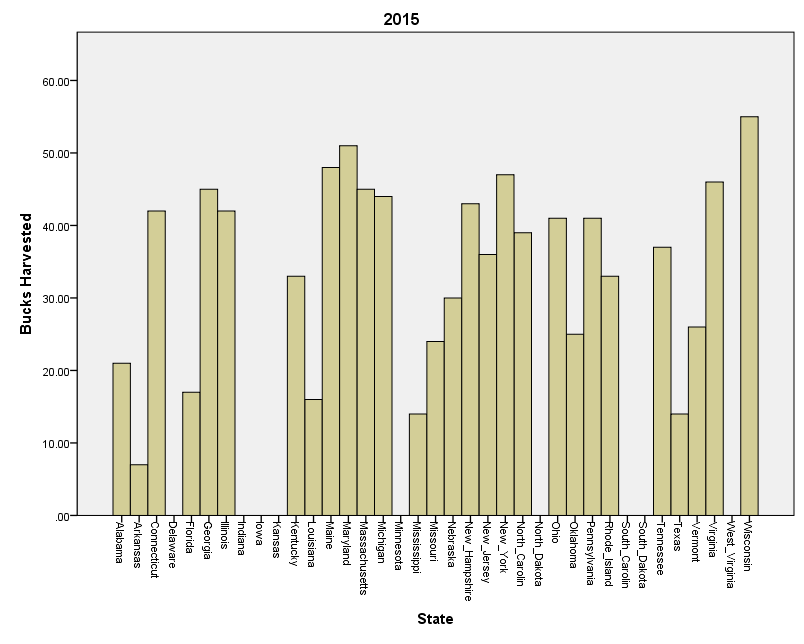 2015
Bucks Harvested
60.00
50.00
40.00
30.00
20.00
10.00
.00
Alabama
Arkansas
Connecticut
Delaware
Florida
Georgia
Illinois
Indiana
Iowa
Kansas
Kentucky
Louisiana
Maine
Maryland
Massachusetts
Michigan
Minnesota
Mississippi
Missouri
Nebraska
New_Hampshire
New_Jersey
New_York
North_Carolin
North_Dakota
Ohio
Oklahoma
Pennsylvania
Rhode_Island
South_Carolin
South_Dakota
Tennessee
Texas
Vermont
Virginia
West_Virginia
Wisconsin
State